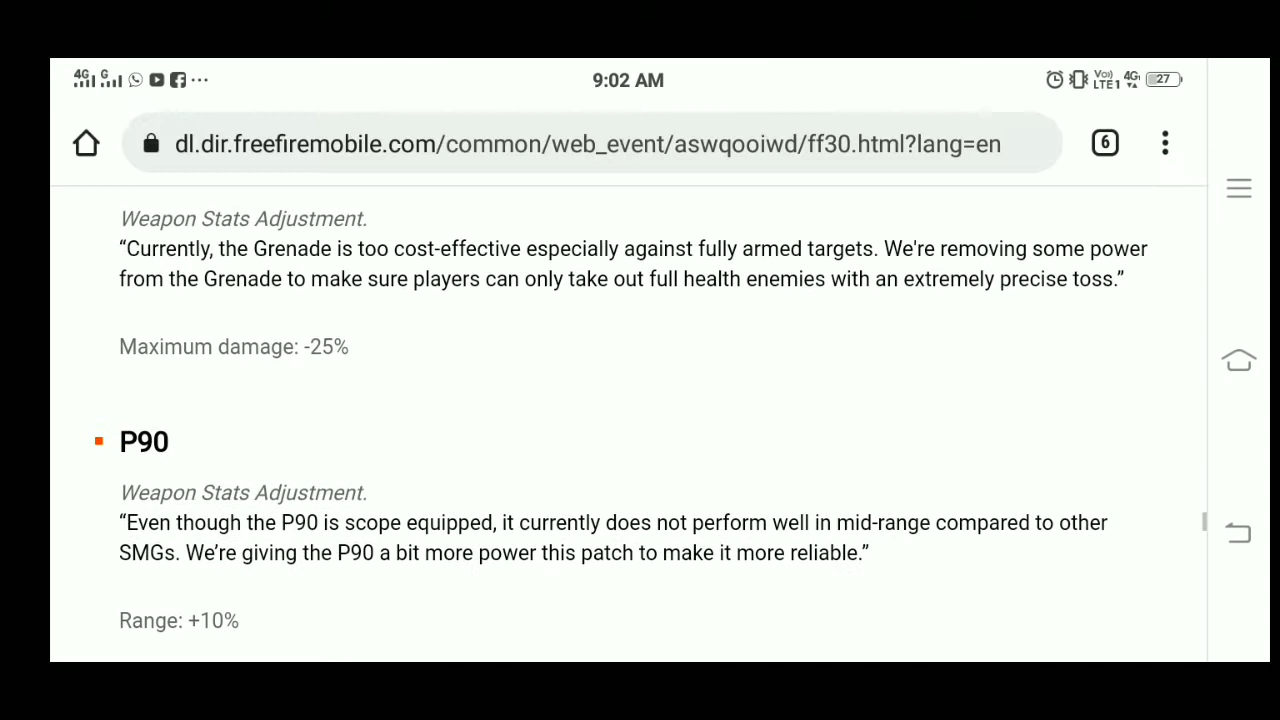 4G G ... 9:02 AM Vo) LTE1 4G 27
dl.dir.freefiremobile.com/common/web_event/aswqooiwd/ff30.html?lang=en 6
Weapon Stats Adjustment.
“Currently, the Grenade is too cost-effective especially against fully armed targets. We're removing some power
from the Grenade to make sure players can only take out full health enemies with an extremely precise toss.”
Maximum damage: -25%
P90
Weapon Stats Adjustment.
“Even though the P90 is scope equipped, it currently does not perform well in mid-range compared to other
SMGs. We’re giving the P90 a bit more power this patch to make it more reliable.”
Range: +10%